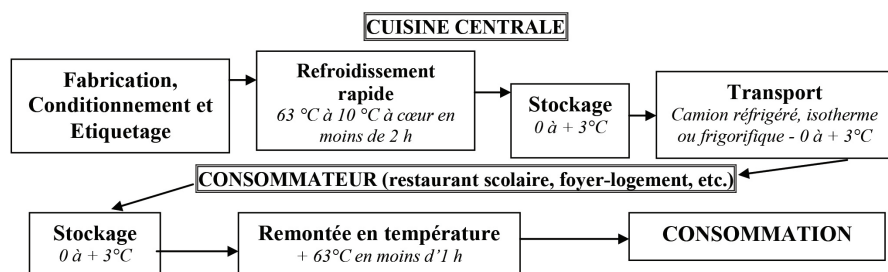 CUISINE CENTRALE
Fabrication,
Conditionnement et
Etiquetage
Refroidissement
rapide
63 °C à 10 °C à cœur en
moins de 2 h
Stockage
0 à + 3°C
Transport
Camion réfrigéré, isotherme
ou frigorifique - 0 à + 3°C
CONSOMMATEUR (restaurant scolaire, foyer-logement, etc.)
Stockage
0 à + 3°C
Remontée en température
+ 63°C en moins d'1 h
CONSOMMATION